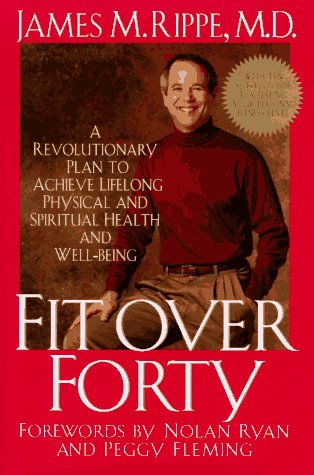 JAMES M. RIPPE, M.D.
A
REVOLUTIONARY
PLAN TO
ACHIEVE LIFELONG
PHYSICAL AND
SPIRITUAL HEALTH
AND
WELL-BEING
FIT OVER
FORTY
FOREWORDS BY NOLAN RYAN
AND PEGGY FLEMING